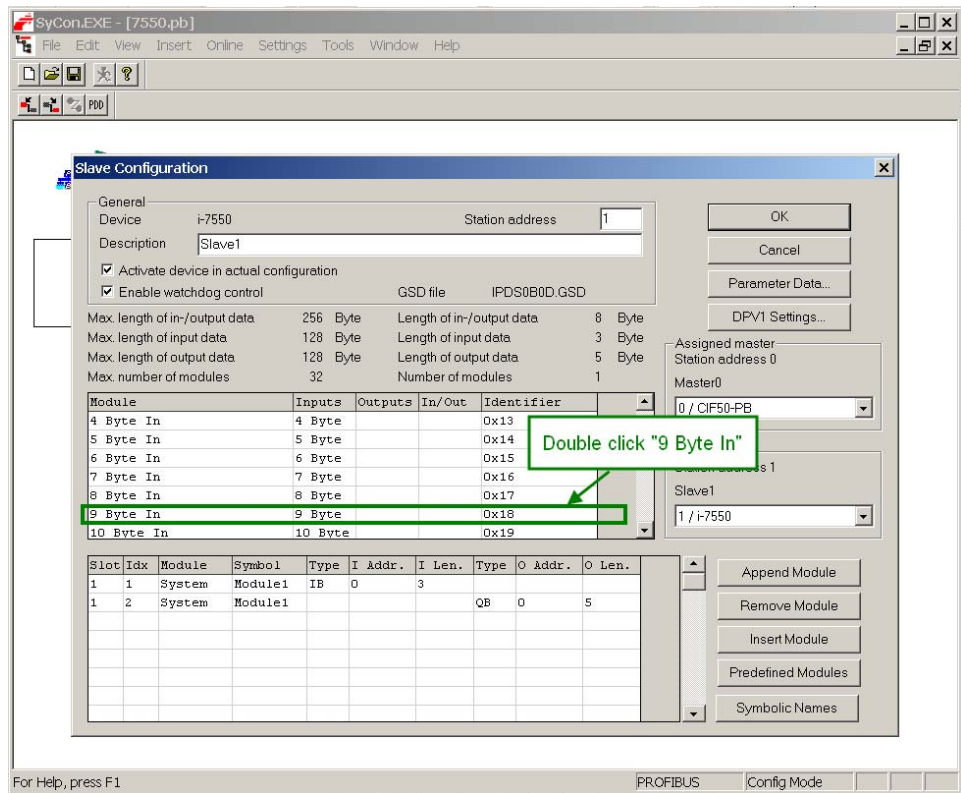 SyCon.EXE - [7550.pb]
File Edit View Insert Online Settings Tools Window Help
PDD
Slave Configuration
General
Device i-7550 Station address 1
Description Slave1
Activate device in actual configuration
Enable watchdog control GSD file IPDS0B0D.GSD
Max. length of in-/output data 256 Byte Length of in-/output data 8 Byte
Max. length of input data 128 Byte Length of input data 3 Byte
Max. length of output data 128 Byte Length of output data 5 Byte
Max. number of modules 32 Number of modules 1
OK
Cancel
Parameter Data...
DPV1 Settings...
Assigned master
Station address 0
Master0
0 / CIF50-PB
Slave1
1 / i-7550
Module Inputs Outputs In/Out Identifier
4 Byte In 4 Byte 0x13
5 Byte In 5 Byte 0x14
6 Byte In 6 Byte 0x15
7 Byte In 7 Byte 0x16
8 Byte In 8 Byte 0x17
9 Byte In 9 Byte 0x18
10 Byte In 10 Byte 0x19
Double click "9 Byte In"
Slot Idx Module Symbol Type I Addr. I Len. Type O Addr. O Len.
1 1 System Module1 IB 0 3
1 2 System Module1 QB 0 5
Append Module
Remove Module
Insert Module
Predefined Modules
Symbolic Names
For Help, press F1 PROFIBUS Config Mode